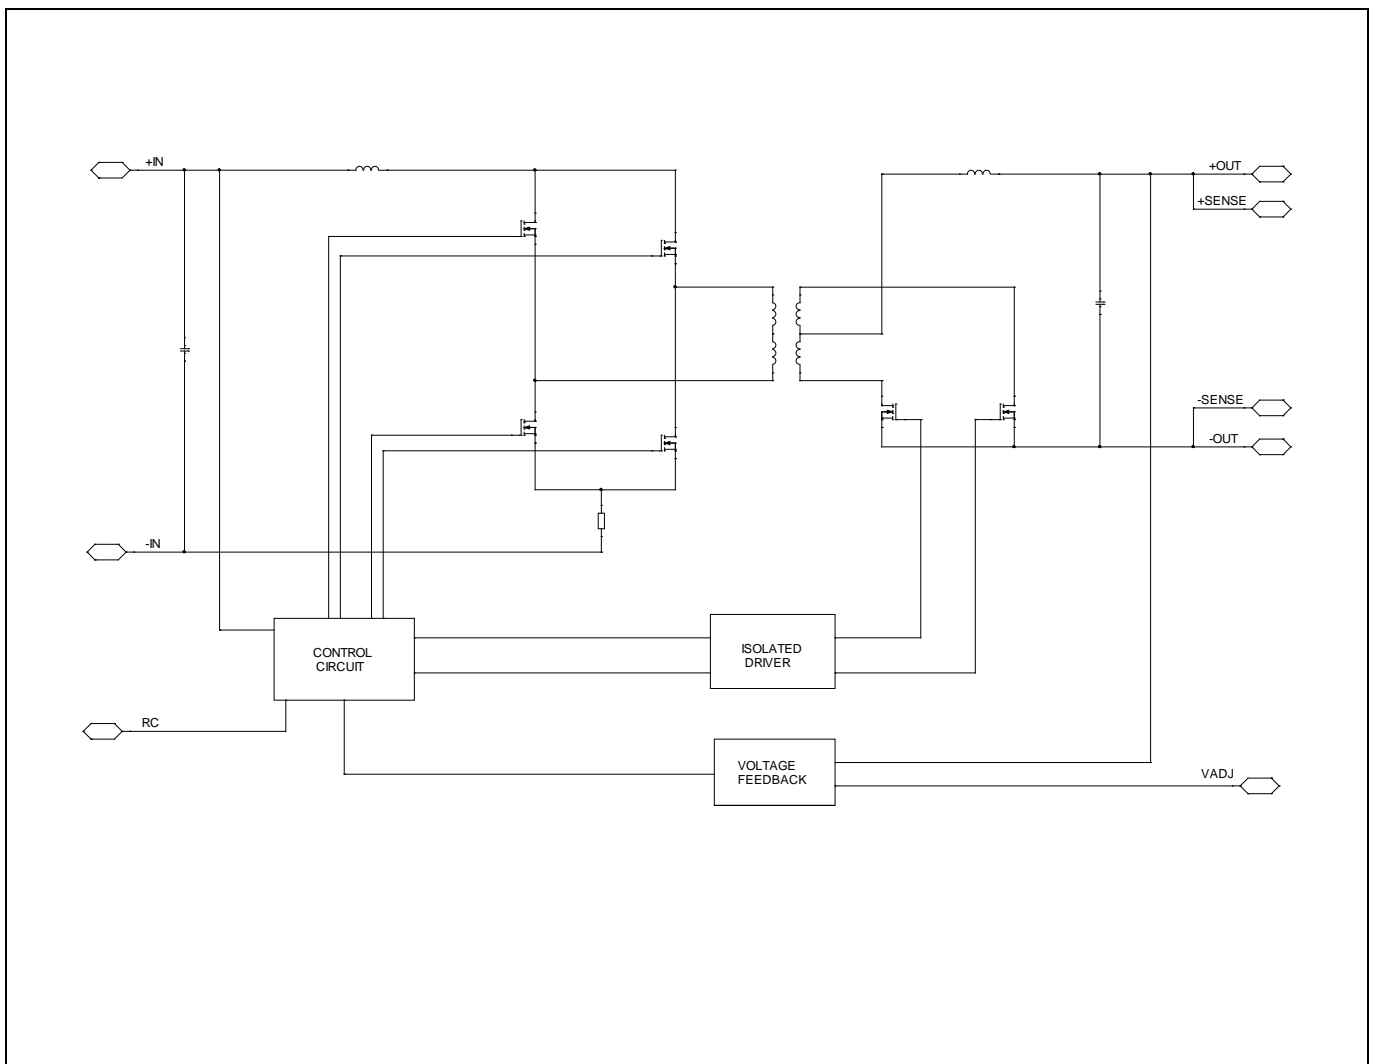 +IN
+OUT
+SENSE
-SENSE
-OUT
-IN
CONTROL
CIRCUIT
ISOLATED
DRIVER
RC
VOLTAGE
FEEDBACK
VADJ